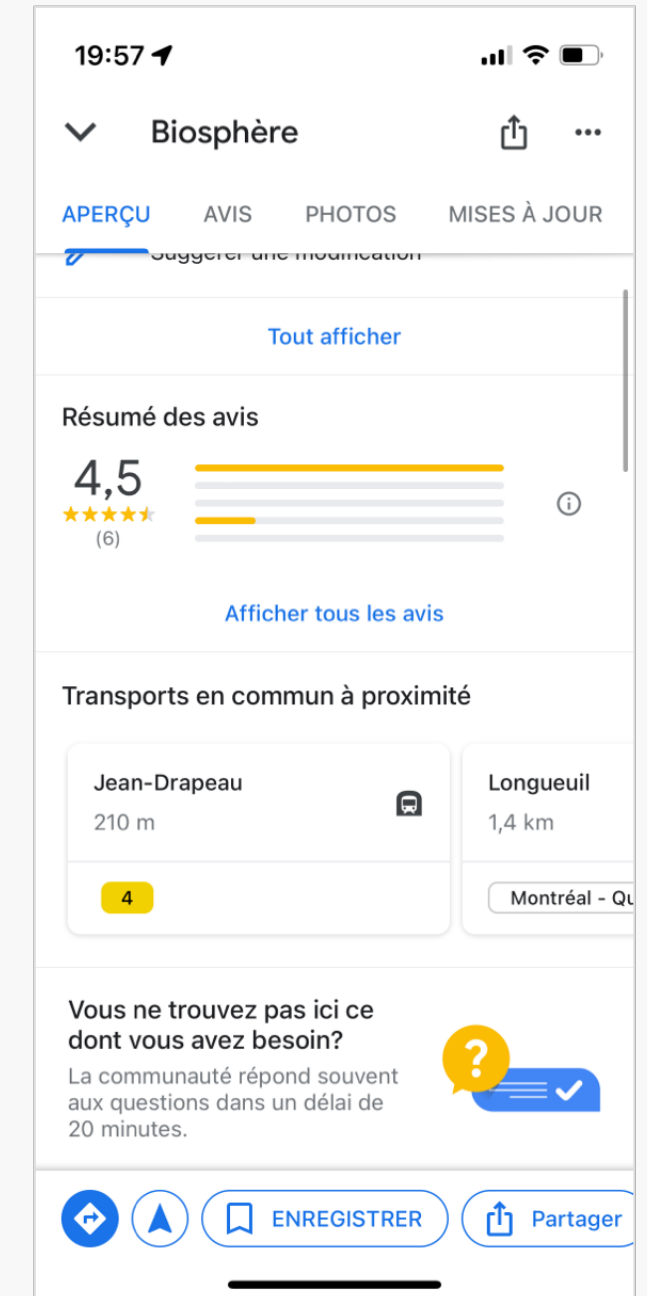 19:57
Biosphère
APERÇU AVIS PHOTOS MISES À JOUR
Suggérer une modification
Tout afficher
Résumé des avis
4,5
(6)
Afficher tous les avis
Transports en commun à proximité
Jean-Drapeau
210 m
4
Longueuil
1,4 km
Montréal - Qu
Vous ne trouvez pas ici ce
dont vous avez besoin?
?
La communauté répond souvent
aux questions dans un délai de
20 minutes.
ENREGISTRER
Partager